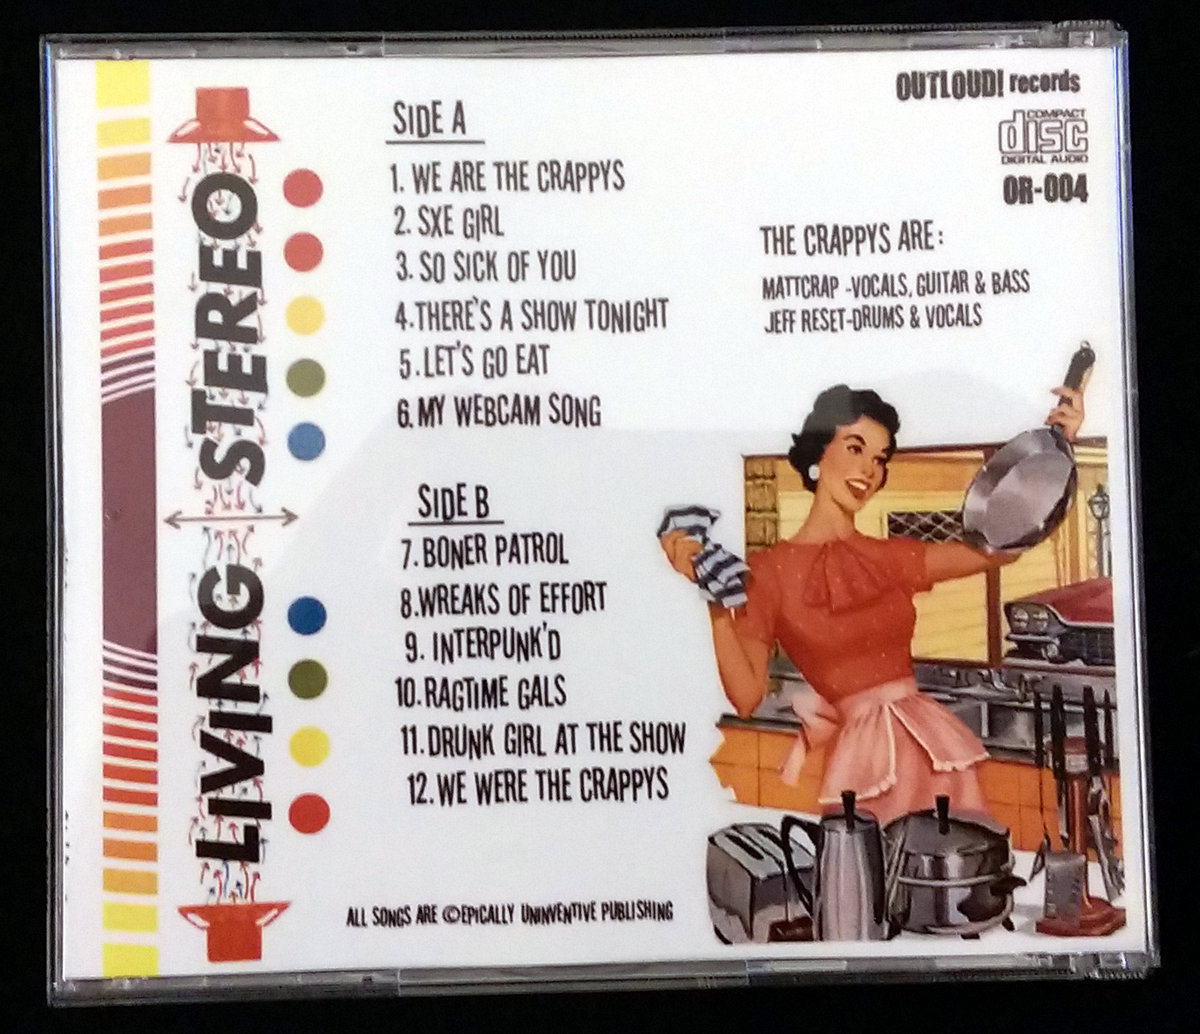 LIVING STEREO
SIDE A
1. WE ARE THE CRAPPYS
2. SXE GIRL
3. SO SICK OF YOU
4.THERE'S A SHOW TONIGHT
5.LET'S GO EAT
6.MY WEBCAM SONG
SIDE B
7.BONER PATROL
8.WREAKS OF EFFORT
9. INTERPUNK'D
10.RAGTIME GALS
11.DRUNK GIRL AT THE SHOW
12.WE WERE THE CRAPPYS
ALL SONGS ARE ©EPICALLY UNINVENTIVE PUBLISHING
OUTLOUD! records
COMPACT
disc
DIGITAL AUDIO
OR-004
THE CRAPPYS ARE:
MATTCRAP -VOCALS, GUITAR & BASS
JEFF RESET-DRUMS & VOCALS